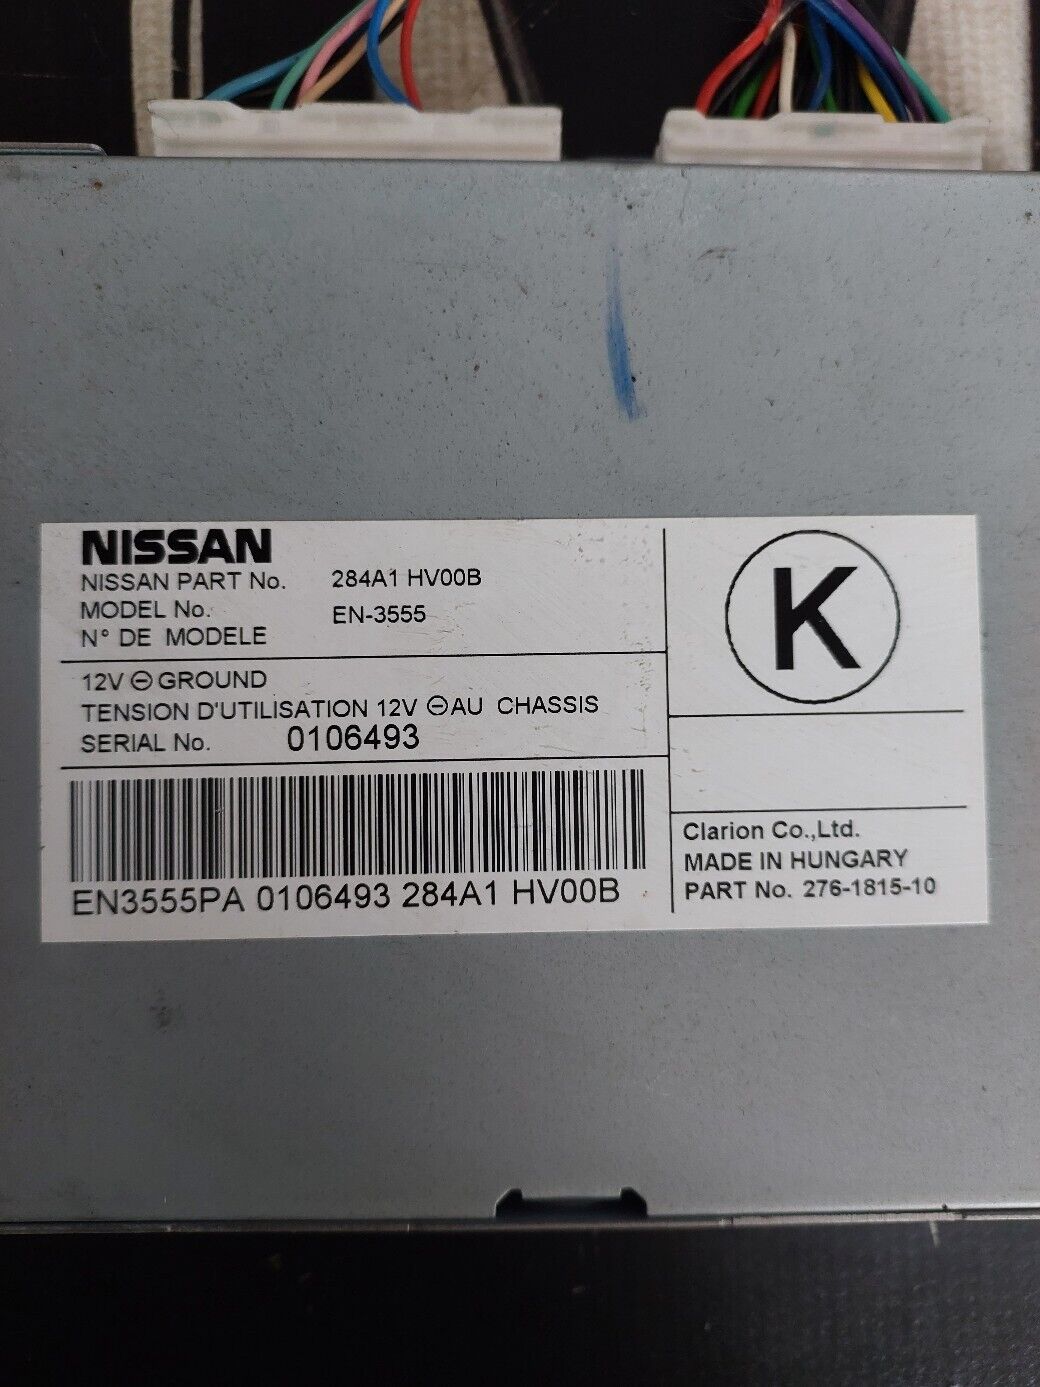 NISSAN
NISSAN PART No. 284A1 HV00B
MODEL No. EN-3555
N° DE MODELE
12V ⊖ GROUND
TENSION D'UTILISATION 12V ⊖ AU CHASSIS
SERIAL No. 0106493
EN3555PA 0106493 284A1 HV00B
K
Clarion Co.,Ltd.
MADE IN HUNGARY
PART No. 276-1815-10